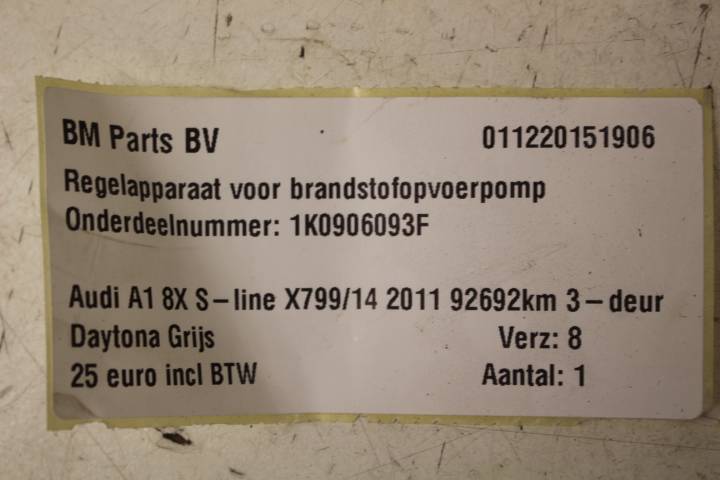 BM Parts BV 011220151906
Regelapparaat voor brandstofopvoerpomp
Onderdeelnummer: 1K0906093F
Audi A1 8X S-line X799/14 2011 92692km 3-deur
Daytona Grijs Verz: 8
25 euro incl BTW Aantal: 1